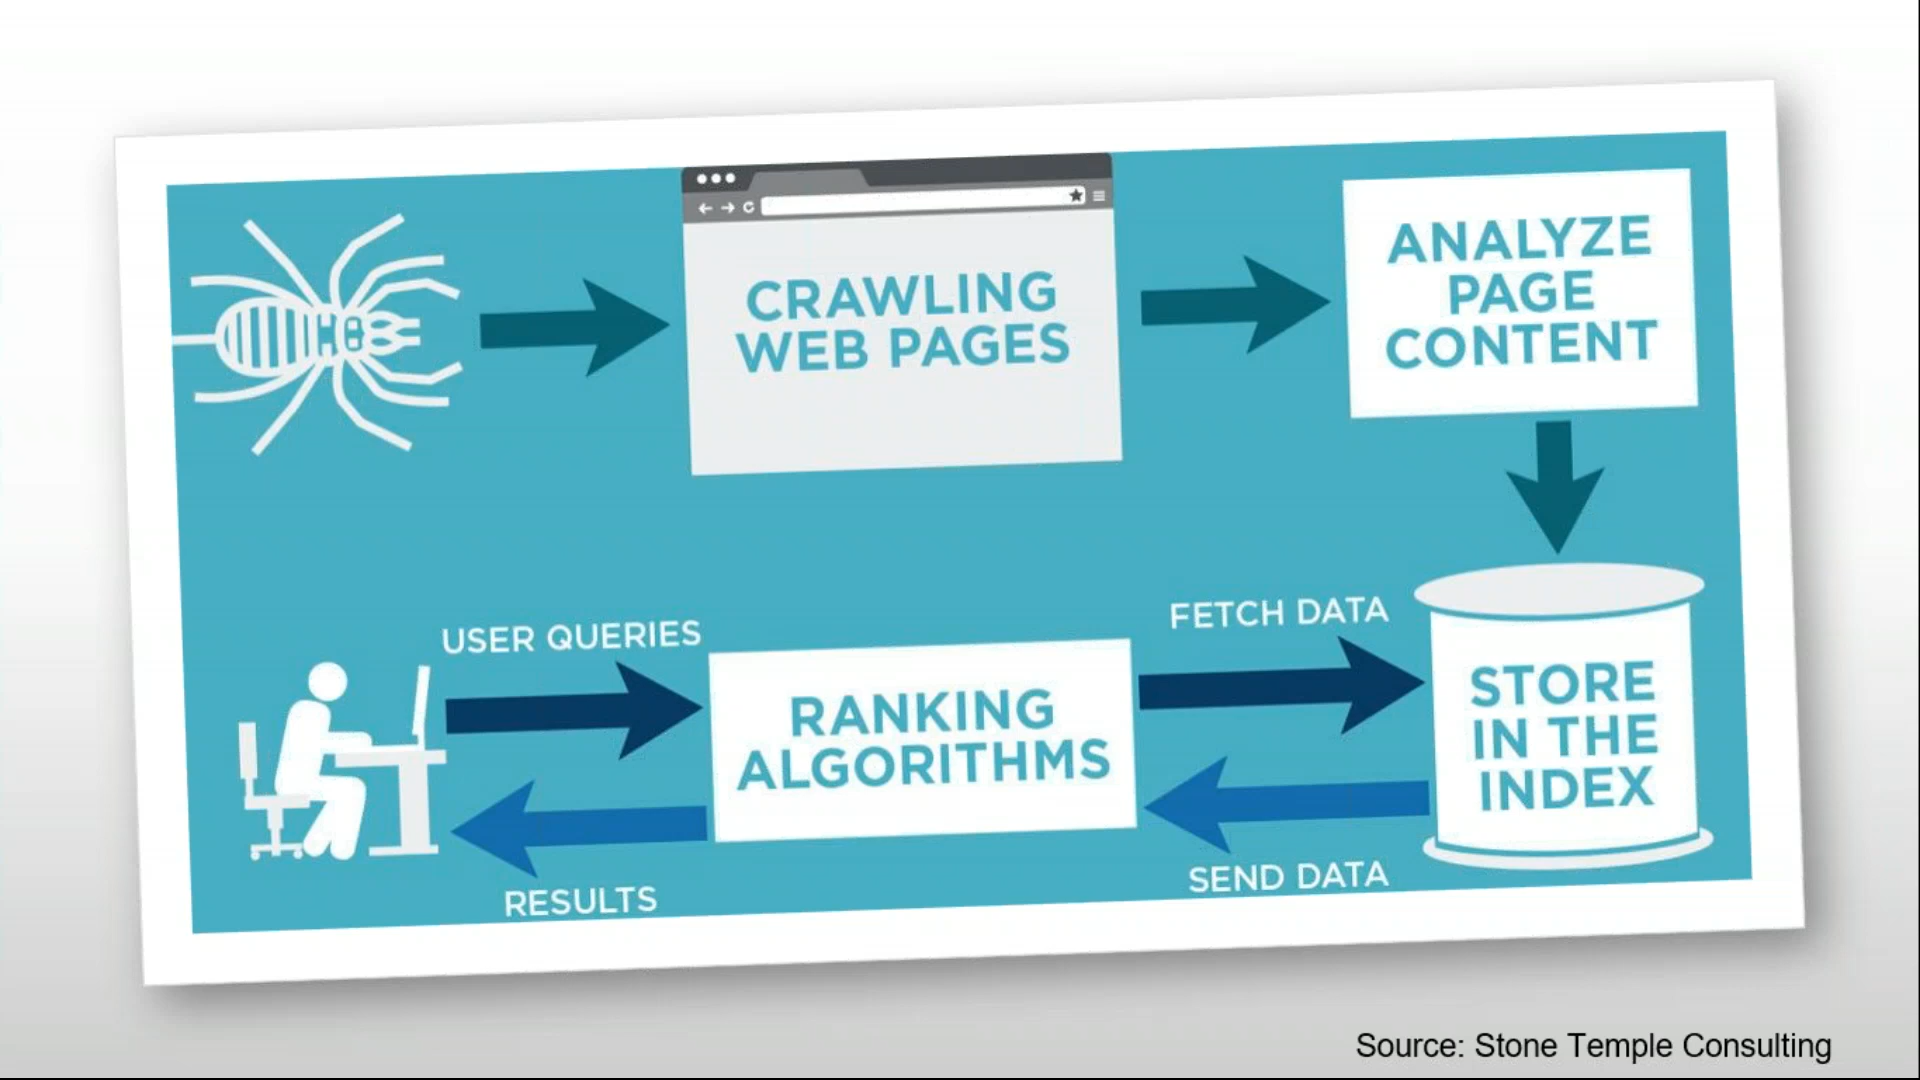 CRAWLING
WEB PAGES
ANALYZE
PAGE
CONTENT
USER QUERIES
FETCH DATA
RANKING
ALGORITHMS
STORE
IN THE
INDEX
RESULTS
SEND DATA
Source: Stone Temple Consulting